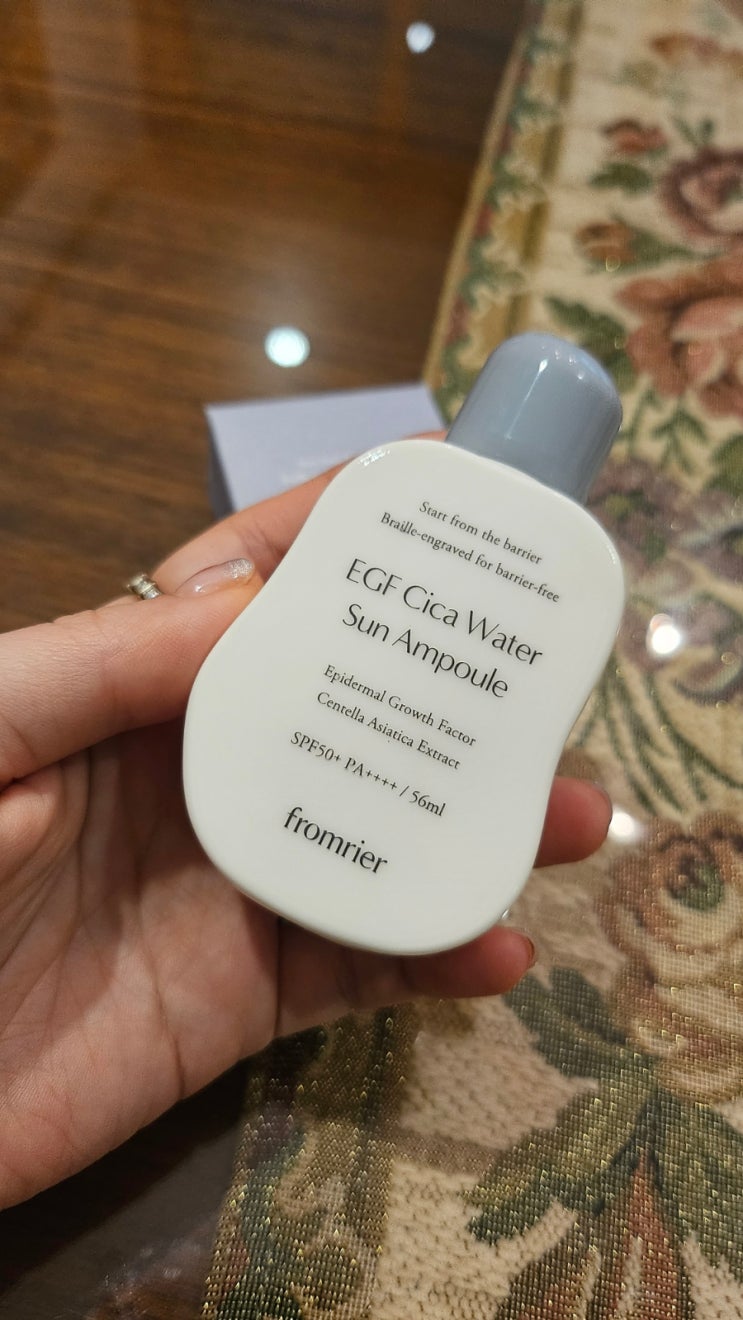 Start from the barrier
Braille-engraved for barrier-free
EGF Cica Water
Sun Ampoule
Epidermal Growth Factor
Centella Asiatica Extract
SPF50+ PA++++ / 56ml
fromrier